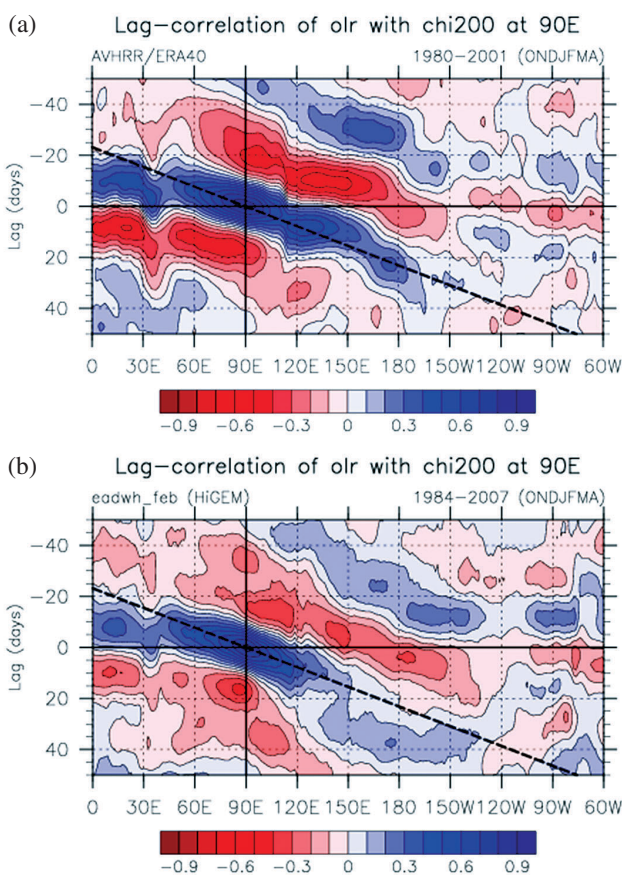 (a)
Lag-correlation of olr with chi200 at 90E
AVHRR/ERA40 1980-2001 (ONDJFMA)
Lag (days)
-40
-20
0
20
40
0 30E 60E 90E 120E 150E 180 150W 120W 90W 60W
-0.9 -0.6 -0.3 0 0.3 0.6 0.9
(b)
Lag-correlation of olr with chi200 at 90E
eadwh_feb (HiGEM) 1984-2007 (ONDJFMA)
Lag (days)
-40
-20
0
20
40
0 30E 60E 90E 120E 150E 180 150W 120W 90W 60W
-0.9 -0.6 -0.3 0 0.3 0.6 0.9